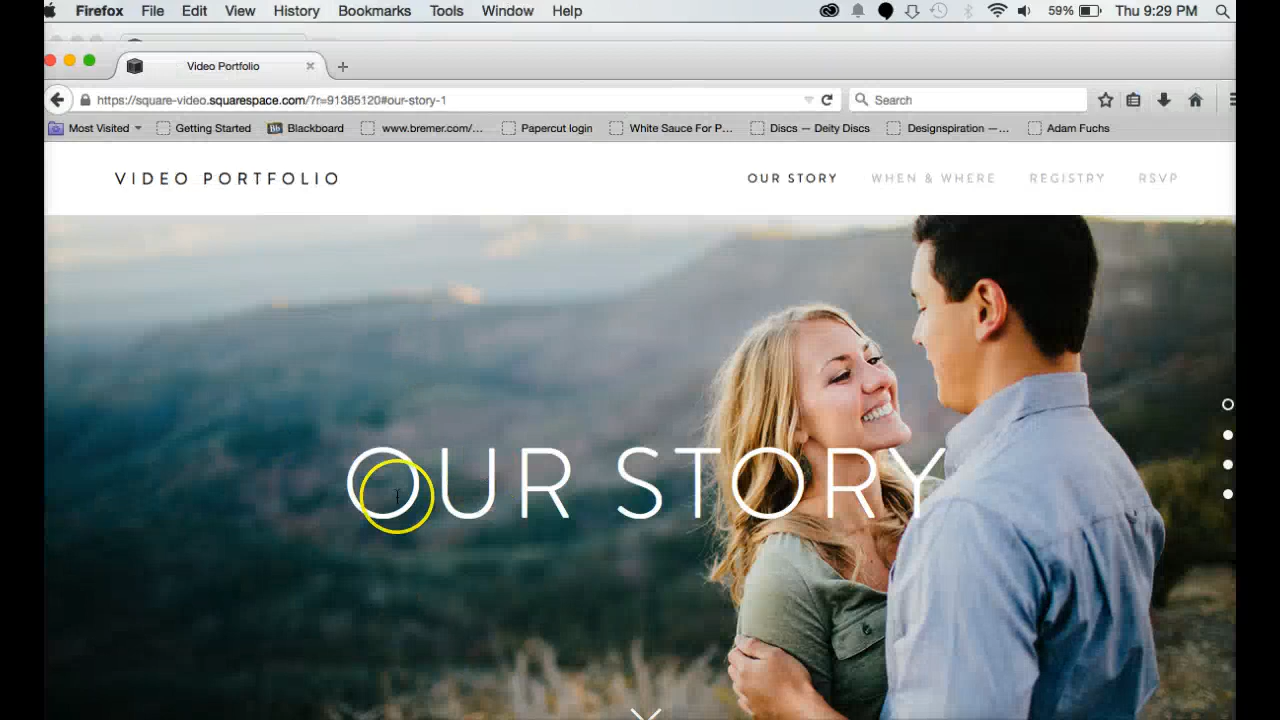 Firefox File Edit View History Bookmarks Tools Window Help 59% Thu 9:29 PM
Video Portfolio
https://square-video.squarespace.com/?r=91385120#our-story-1 Search
Most Visited Getting Started Bb Blackboard www.bremer.com/... Papercut login White Sauce For P... Discs — Deity Discs Designspiration —... Adam Fuchs
VIDEO PORTFOLIO OUR STORY WHEN & WHERE REGISTRY RSVP
OUR STORY